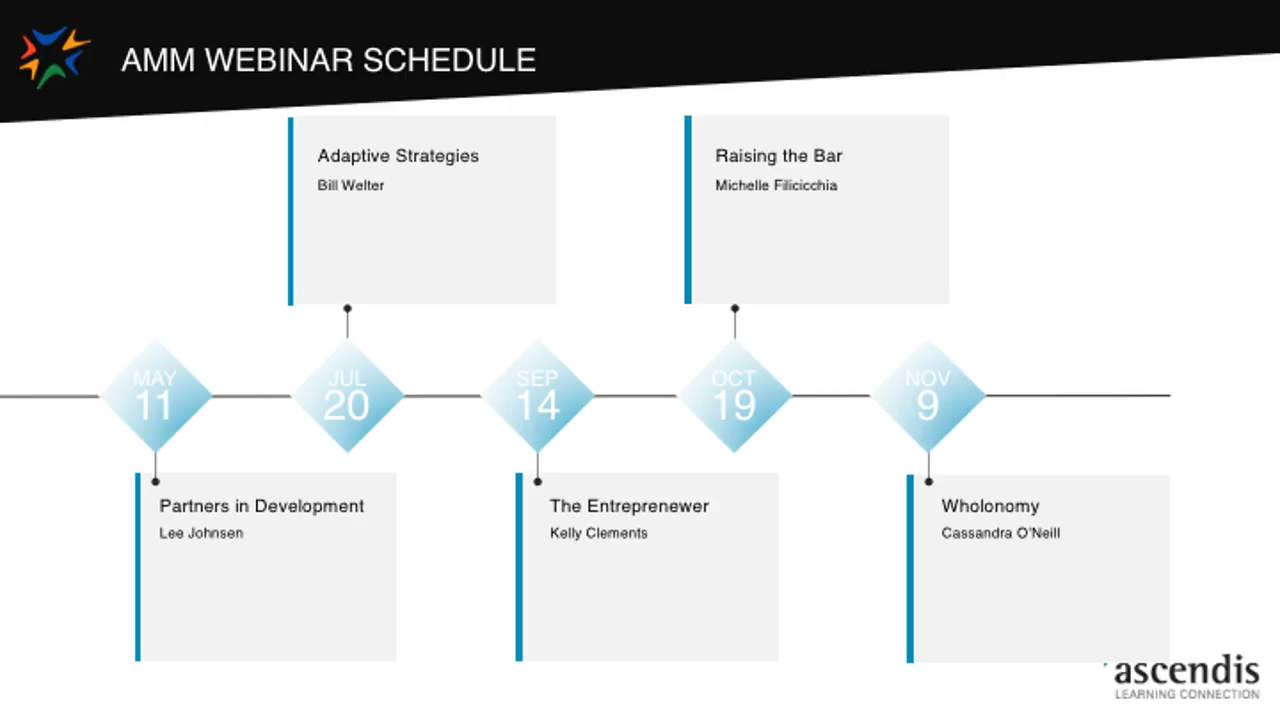 AMM WEBINAR SCHEDULE
Adaptive Strategies
Bill Welter
Raising the Bar
Michelle Filicicchia
MAY
11
JUL
20
SEP
14
OCT
19
NOV
9
Partners in Development
Lee Johnsen
The Entreprenewer
Kelly Clements
Wholonomy
Cassandra O'Neill
ascendis
LEARNING CONNECTION